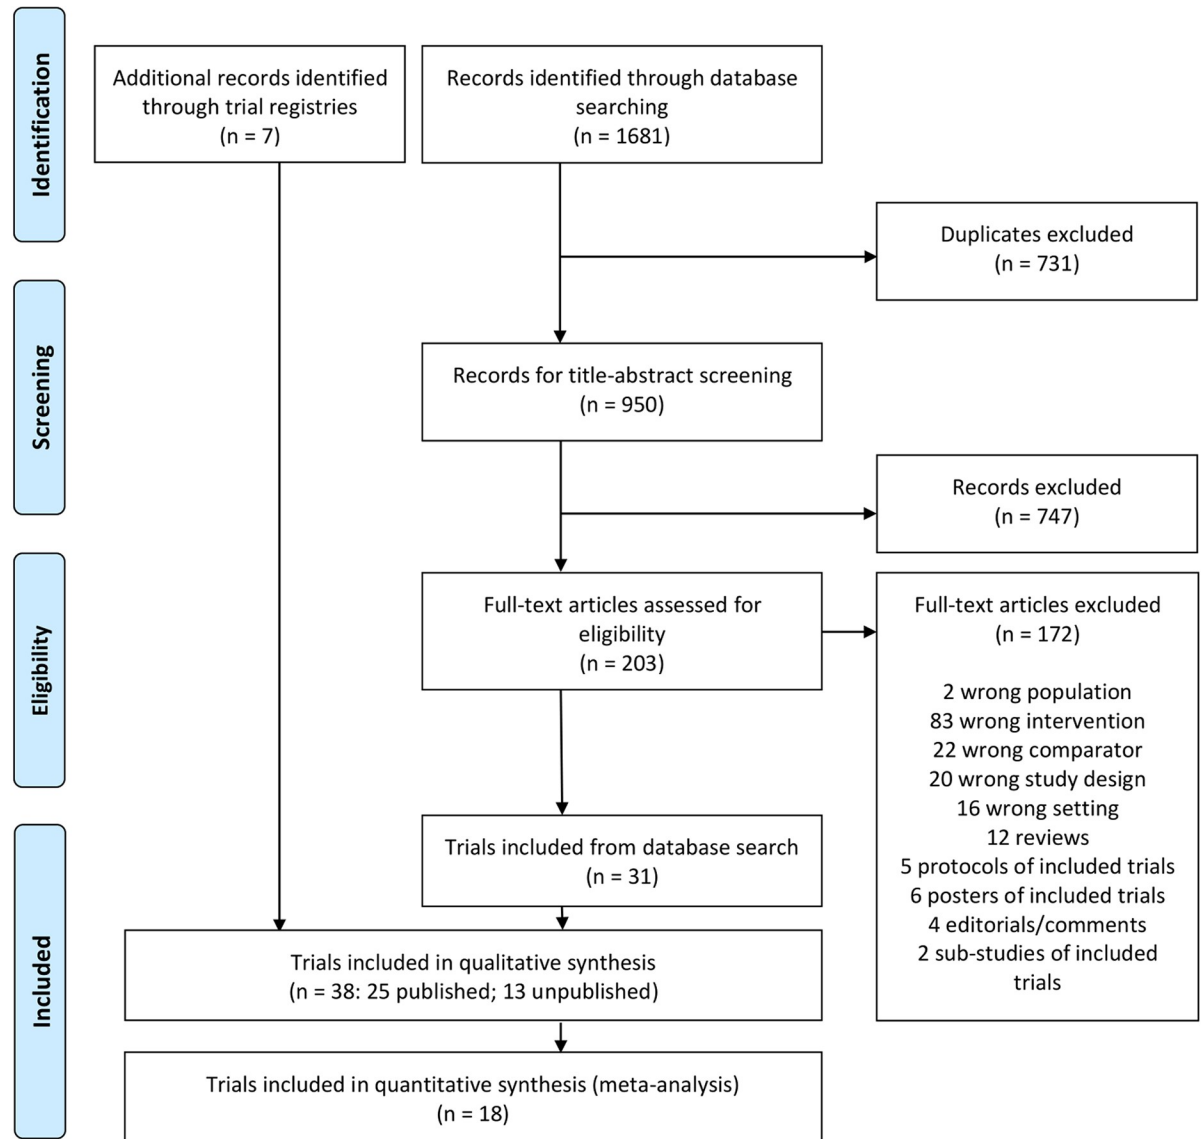 Identification
Additional records identified
through trial registries
(n = 7)
Records identified through database
searching
(n = 1681)
Duplicates excluded
(n = 731)
Screening
Records for title-abstract screening
(n = 950)
Records excluded
(n = 747)
Eligibility
Full-text articles assessed for
eligibility
(n = 203)
Full-text articles excluded
(n = 172)
2 wrong population
83 wrong intervention
22 wrong comparator
20 wrong study design
16 wrong setting
12 reviews
5 protocols of included trials
6 posters of included trials
4 editorials/comments
2 sub-studies of included
trials
Included
Trials included from database search
(n = 31)
Trials included in qualitative synthesis
(n = 38: 25 published; 13 unpublished)
Trials included in quantitative synthesis (meta-analysis)
(n = 18)